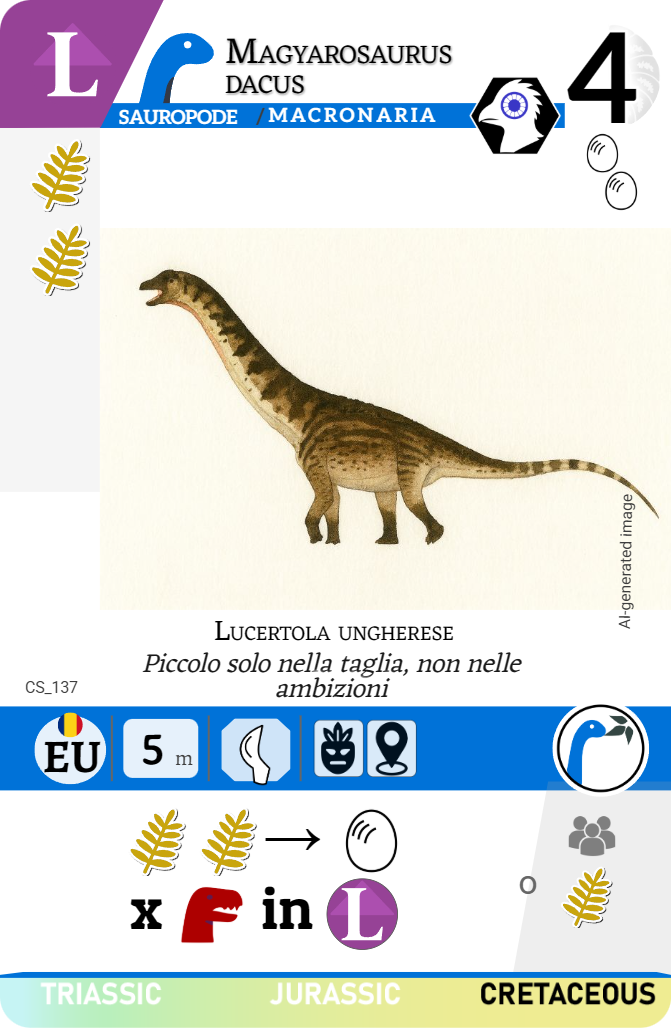 L
Magyarosaurus
dacus
4
SAUROPODE / MACRONARIA
AI-generated image
Lucertola ungherese
Piccolo solo nella taglia, non nelle
ambizioni
CS_137
EU
5 m
o
x in L
TRIASSIC JURASSIC CRETACEOUS